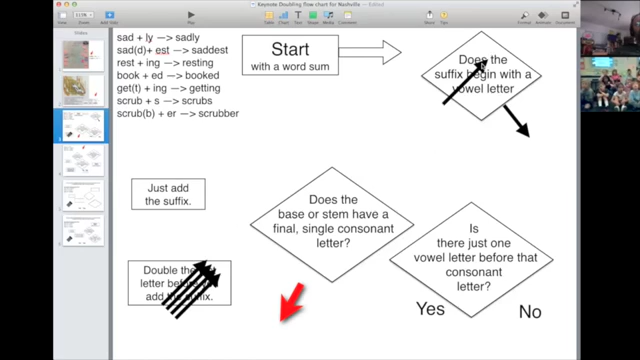 Keynote Doubling flow chart for Nashville — Edited
sad + ly —> sadly
sad(d)+ est —> saddest
rest + ing —> resting
book + ed —> booked
get(t) + ing —> getting
scrub + s —> scrubs
scrub(b) + er —> scrubber
Start
with a word sum
Does the
suffix begin with a
vowel letter
Just add
the suffix.
Does the
base or stem have a
final, single consonant
letter?
Is
there just one
vowel letter before that
consonant
letter?
Double the
letter before
add the suffix.
Yes
No